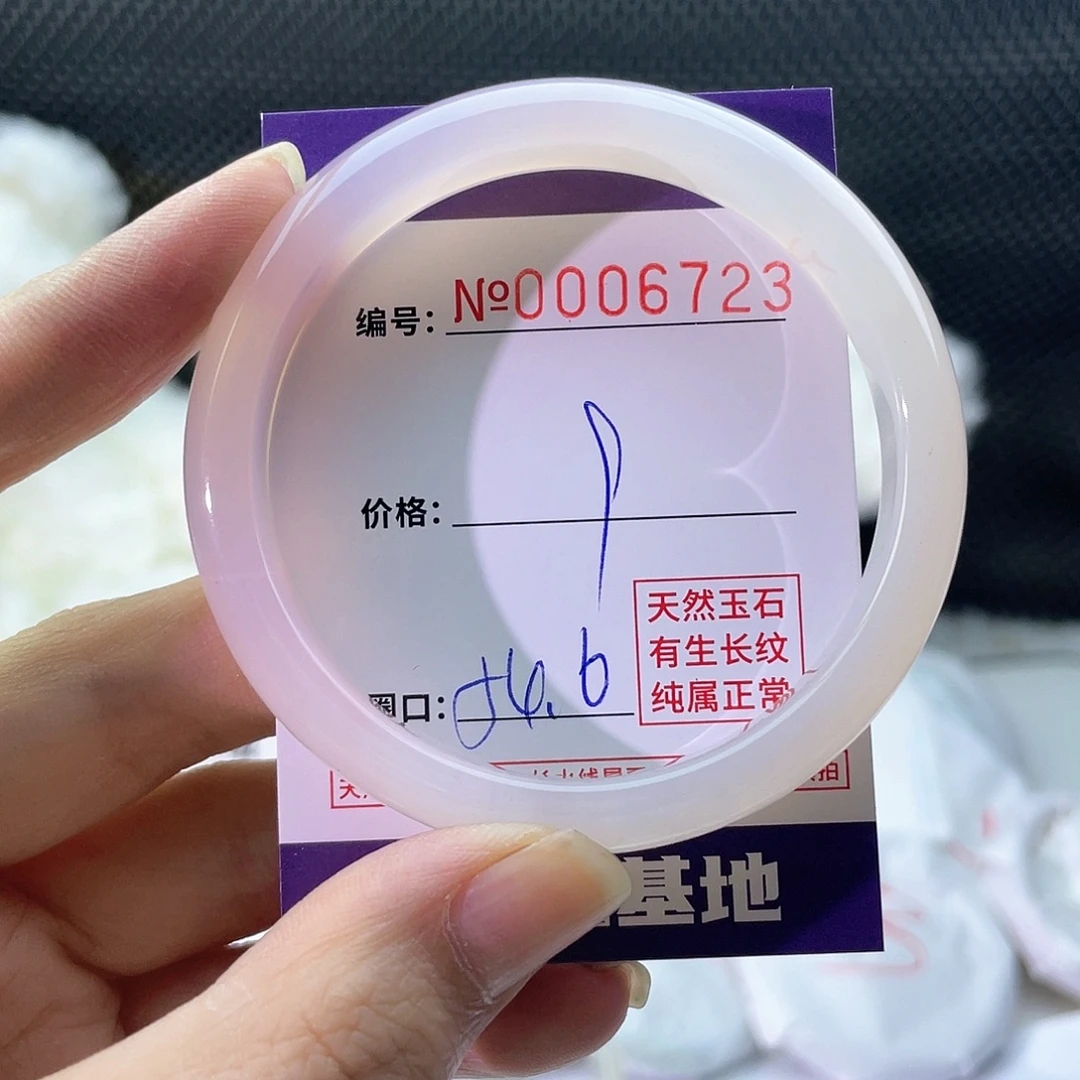 编号：№0006723
价格：
圈口：54.6
天然玉石
有生长纹
纯属正常
基地